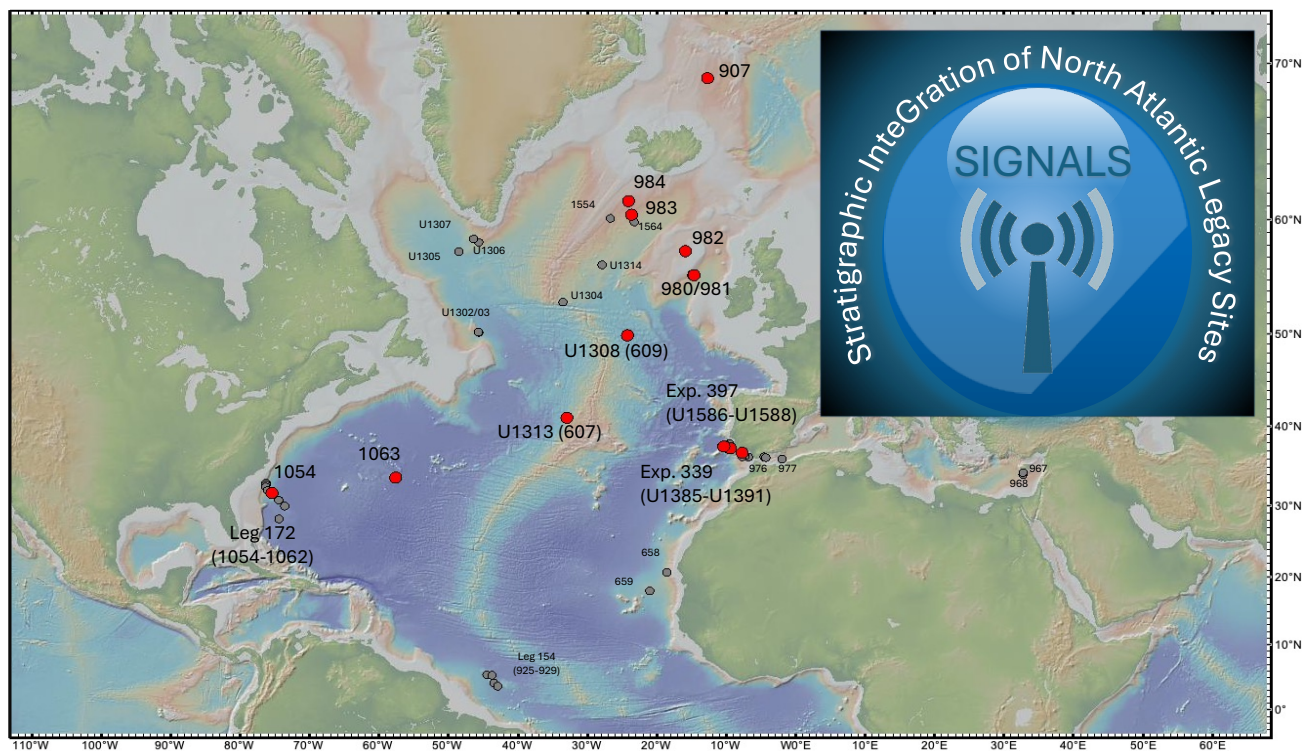 Stratigraphic InteGration of North Atlantic Legacy Sites
SIGNALS
907
984
983
1554
1564
982
U1307
U1306
U1305
U1314
980/981
U1304
U1302/03
U1308 (609)
Exp. 397
(U1586-U1588)
U1313 (607)
976
977
1063
1054
Exp. 339
(U1385-U1391)
967
968
Leg 172
(1054-1062)
658
659
Leg 154
(925-929)
70°N
60°N
50°N
40°N
30°N
20°N
10°N
0°
110°W 100°W 80°W 70°W 60°W 50°W 40°W 30°W 20°W 10°W 00°E 10°E 20°E 30°E 40°E 50°E 60°E